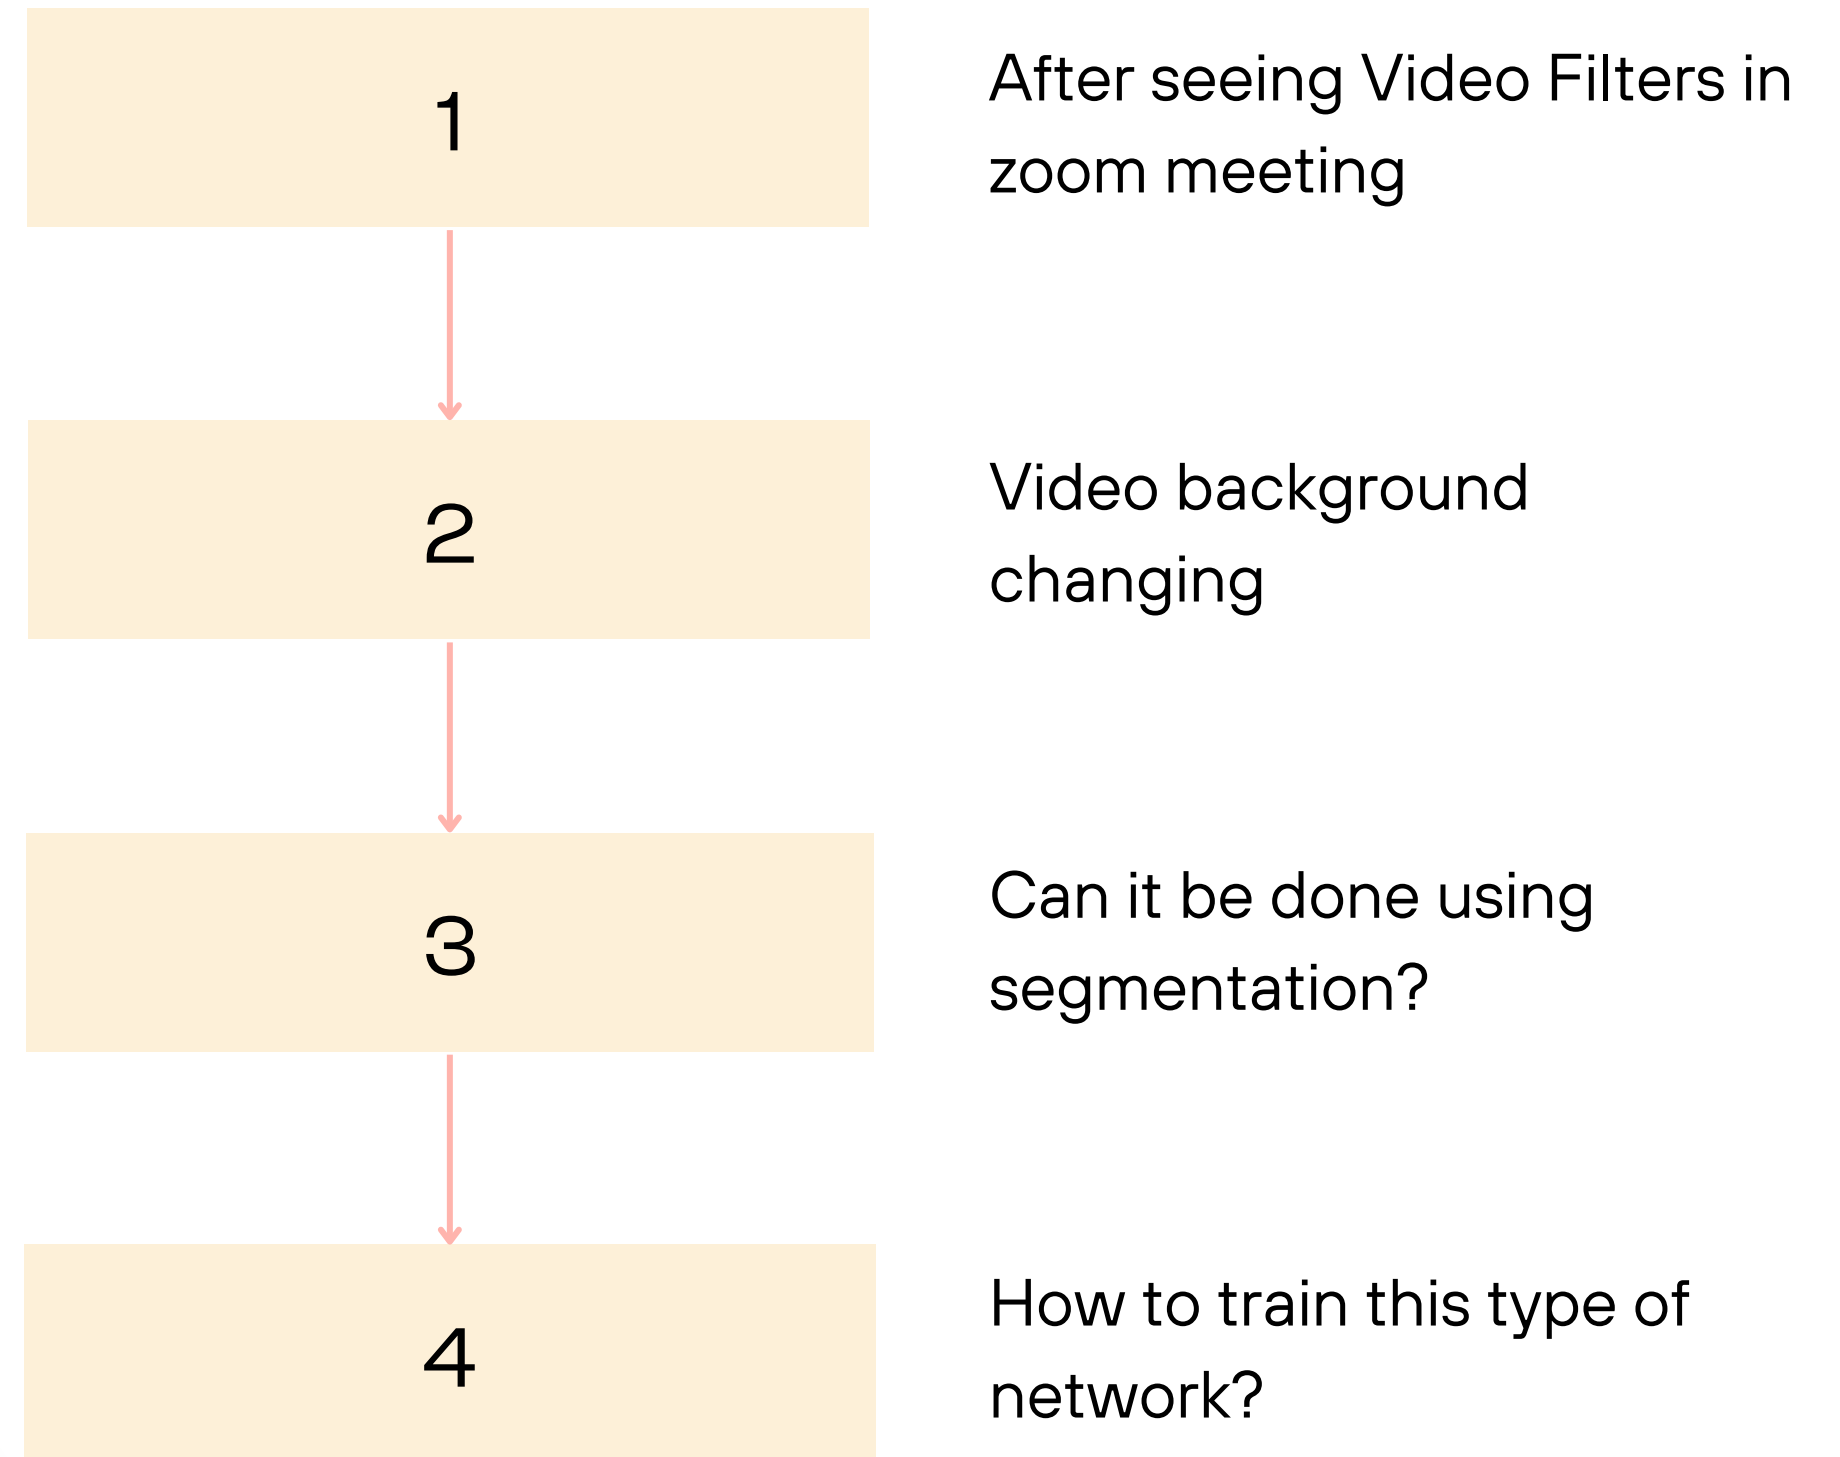 1
After seeing Video Filters in
zoom meeting
2
Video background
changing
3
Can it be done using
segmentation?
4
How to train this type of
network?